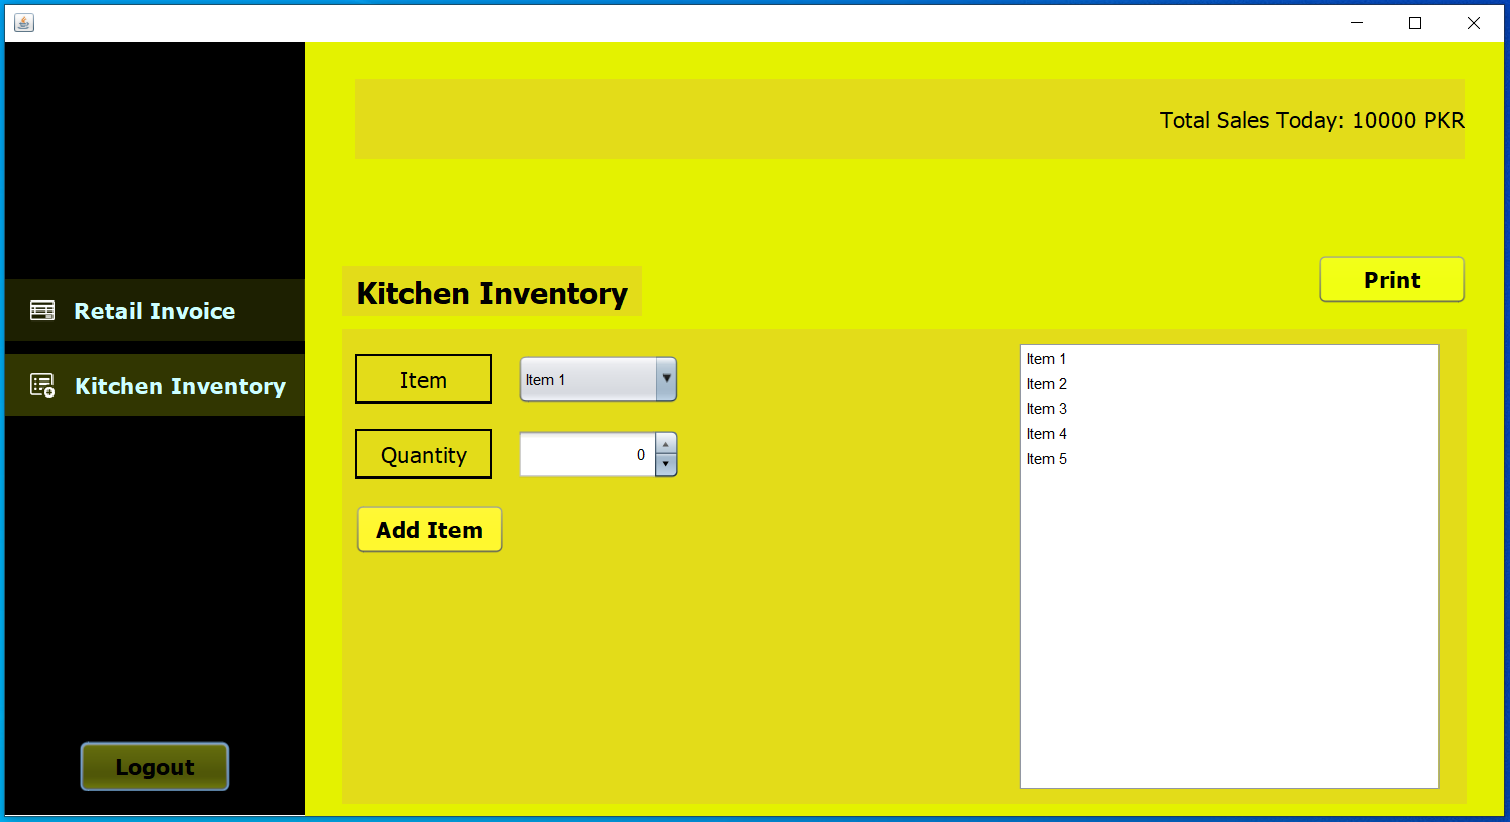 Total Sales Today: 10000 PKR
Print
Kitchen Inventory
Retail Invoice
Kitchen Inventory
Item
Item 1
Quantity
0
Add Item
Item 1
Item 2
Item 3
Item 4
Item 5
Logout